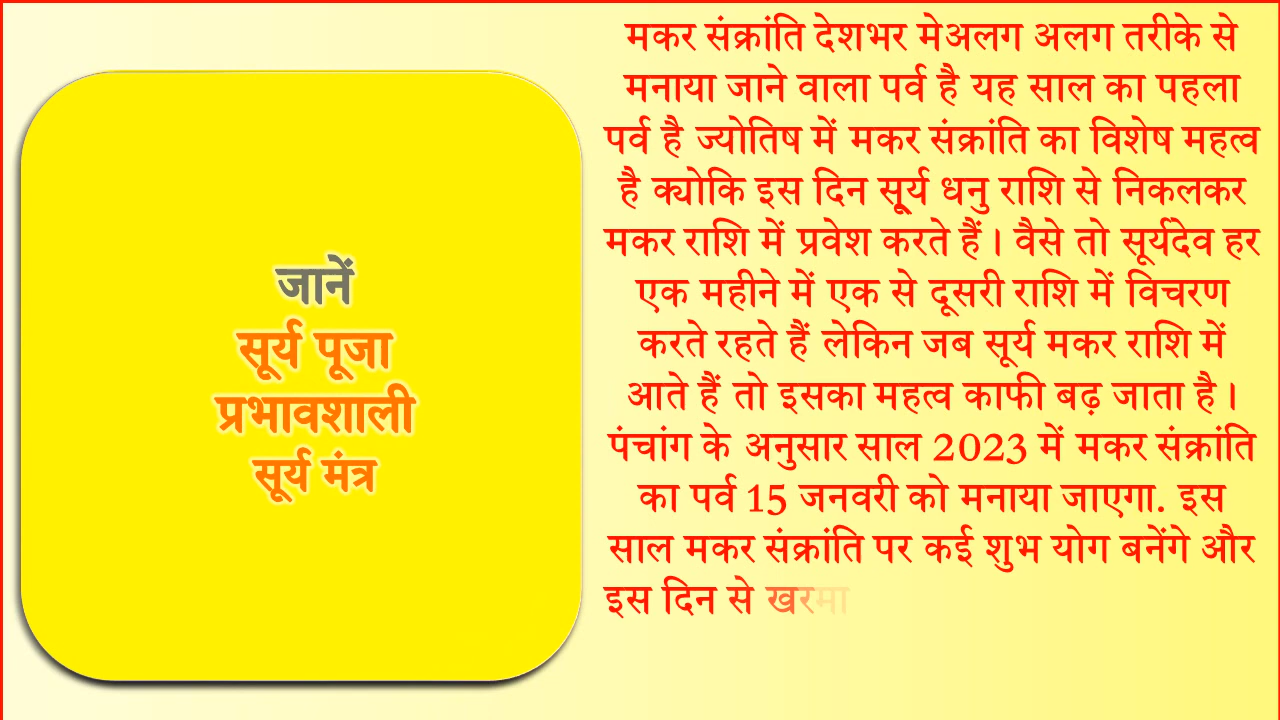 जानें
सूर्य पूजा
प्रभावशाली
सूर्य मंत्र
मकर संक्रांति देशभर मेअलग अलग तरीके से
मनाया जाने वाला पर्व है यह साल का पहला
पर्व है ज्योतिष में मकर संक्रांति का विशेष महत्व
है क्योकि इस दिन सूर्य धनु राशि से निकलकर
मकर राशि में प्रवेश करते हैं। वैसे तो सूर्यदेव हर
एक महीने में एक से दूसरी राशि में विचरण
करते रहते हैं लेकिन जब सूर्य मकर राशि में
आते हैं तो इसका महत्व काफी बढ़ जाता है।
पंचांग के अनुसार साल 2023 में मकर संक्रांति
का पर्व 15 जनवरी को मनाया जाएगा. इस
साल मकर संक्रांति पर कई शुभ योग बनेंगे और
इस दिन से खरमा